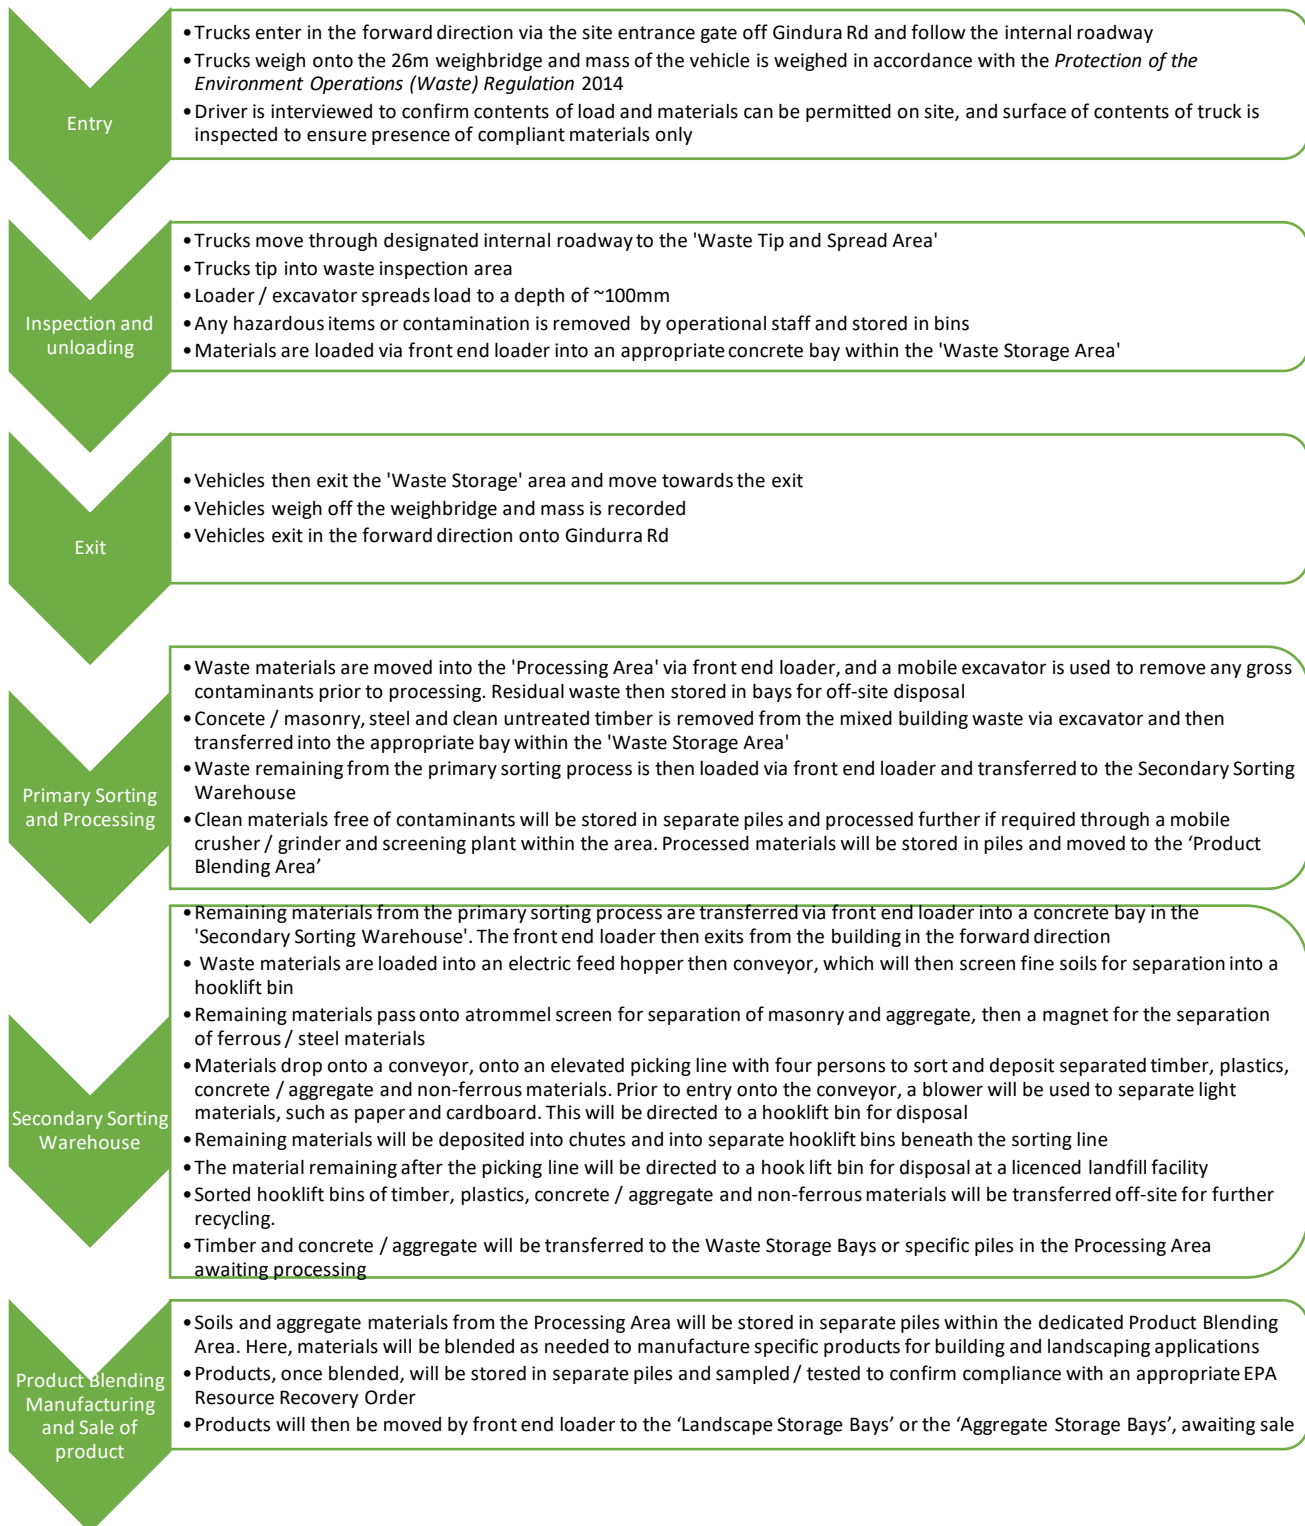 Entry
•Trucks enter in the forward direction via the site entrance gate off Gindura Rd and follow the internal roadway
•Trucks weigh onto the 26m weighbridge and mass of the vehicle is weighed in accordance with the Protection of the
Environment Operations (Waste) Regulation 2014
•Driver is interviewed to confirm contents of load and materials can be permitted on site, and surface of contents of truck is
inspected to ensure presence of compliant materials only
Inspection and
unloading
•Trucks move through designated internal roadway to the 'Waste Tip and Spread Area'
•Trucks tip into waste inspection area
•Loader / excavator spreads load to a depth of ~100mm
•Any hazardous items or contamination is removed by operational staff and stored in bins
•Materials are loaded via front end loader into an appropriate concrete bay within the 'Waste Storage Area'
Exit
•Vehicles then exit the 'Waste Storage' area and move towards the exit
•Vehicles weigh off the weighbridge and mass is recorded
•Vehicles exit in the forward direction onto Gindurra Rd
Primary Sorting
and Processing
•Waste materials are moved into the 'Processing Area' via front end loader, and a mobile excavator is used to remove any gross
contaminants prior to processing. Residual waste then stored in bays for off-site disposal
•Concete / masonry, steel and clean untreated timber is removed from the mixed building waste via excavator and then
transferred into the appropriate bay within the 'Waste Storage Area'
•Waste remaining from the primary sorting process is then loaded via front end loader and transferred to the Secondary Sorting
Warehouse
•Clean materials free of contaminants will be stored in separate piles and processed further if required through a mobile
crusher / grinder and screening plant within the area. Processed materials will be stored in piles and moved to the ‘Product
Blending Area’
Secondary Sorting
Warehouse
•Remaining materials from the primary sorting process are transferred via front end loader into a concrete bay in the
'Secondary Sorting Warehouse'. The front end loader then exits from the building in the forward direction
• Waste materials are loaded into an electric feed hopper then conveyor, which will then screen fine soils for separation into a
hooklift bin
•Remaining materials pass onto atrommel screen for separation of masonry and aggregate, then a magnet for the separation
of ferrous / steel materials
•Materials drop onto a conveyor, onto an elevated picking line with four persons to sort and deposit separated timber, plastics,
concrete / aggregate and non-ferrous materials. Prior to entry onto the conveyor, a blower will be used to separate light
materials, such as paper and cardboard. This will be directed to a hooklift bin for disposal
•Remaining materials will be deposited into chutes and into separate hooklift bins beneath the sorting line
•The material remaining after the picking line will be directed to a hook lift bin for disposal at a licenced landfill facility
•Sorted hooklift bins of timber, plastics, concrete / aggregate and non-ferrous materials will be transferred off-site for further
recycling.
•Timber and concrete / aggregate will be transferred to the Waste Storage Bays or specific piles in the Processing Area
awaiting processing
Product Blending
Manufacturing
and Sale of
product
•Soils and aggregate materials from the Processing Area will be stored in separate piles within the dedicated Product Blending
Area. Here, materials will be blended as needed to manufacture specific products for building and landscaping applications
•Products, once blended, will be stored in separate piles and sampled / tested to confirm compliance with an appropriate EPA
Resource Recovery Order
•Products will then be moved by front end loader to the ‘Landscape Storage Bays’ or the ‘Aggregate Storage Bays’, awaiting sale